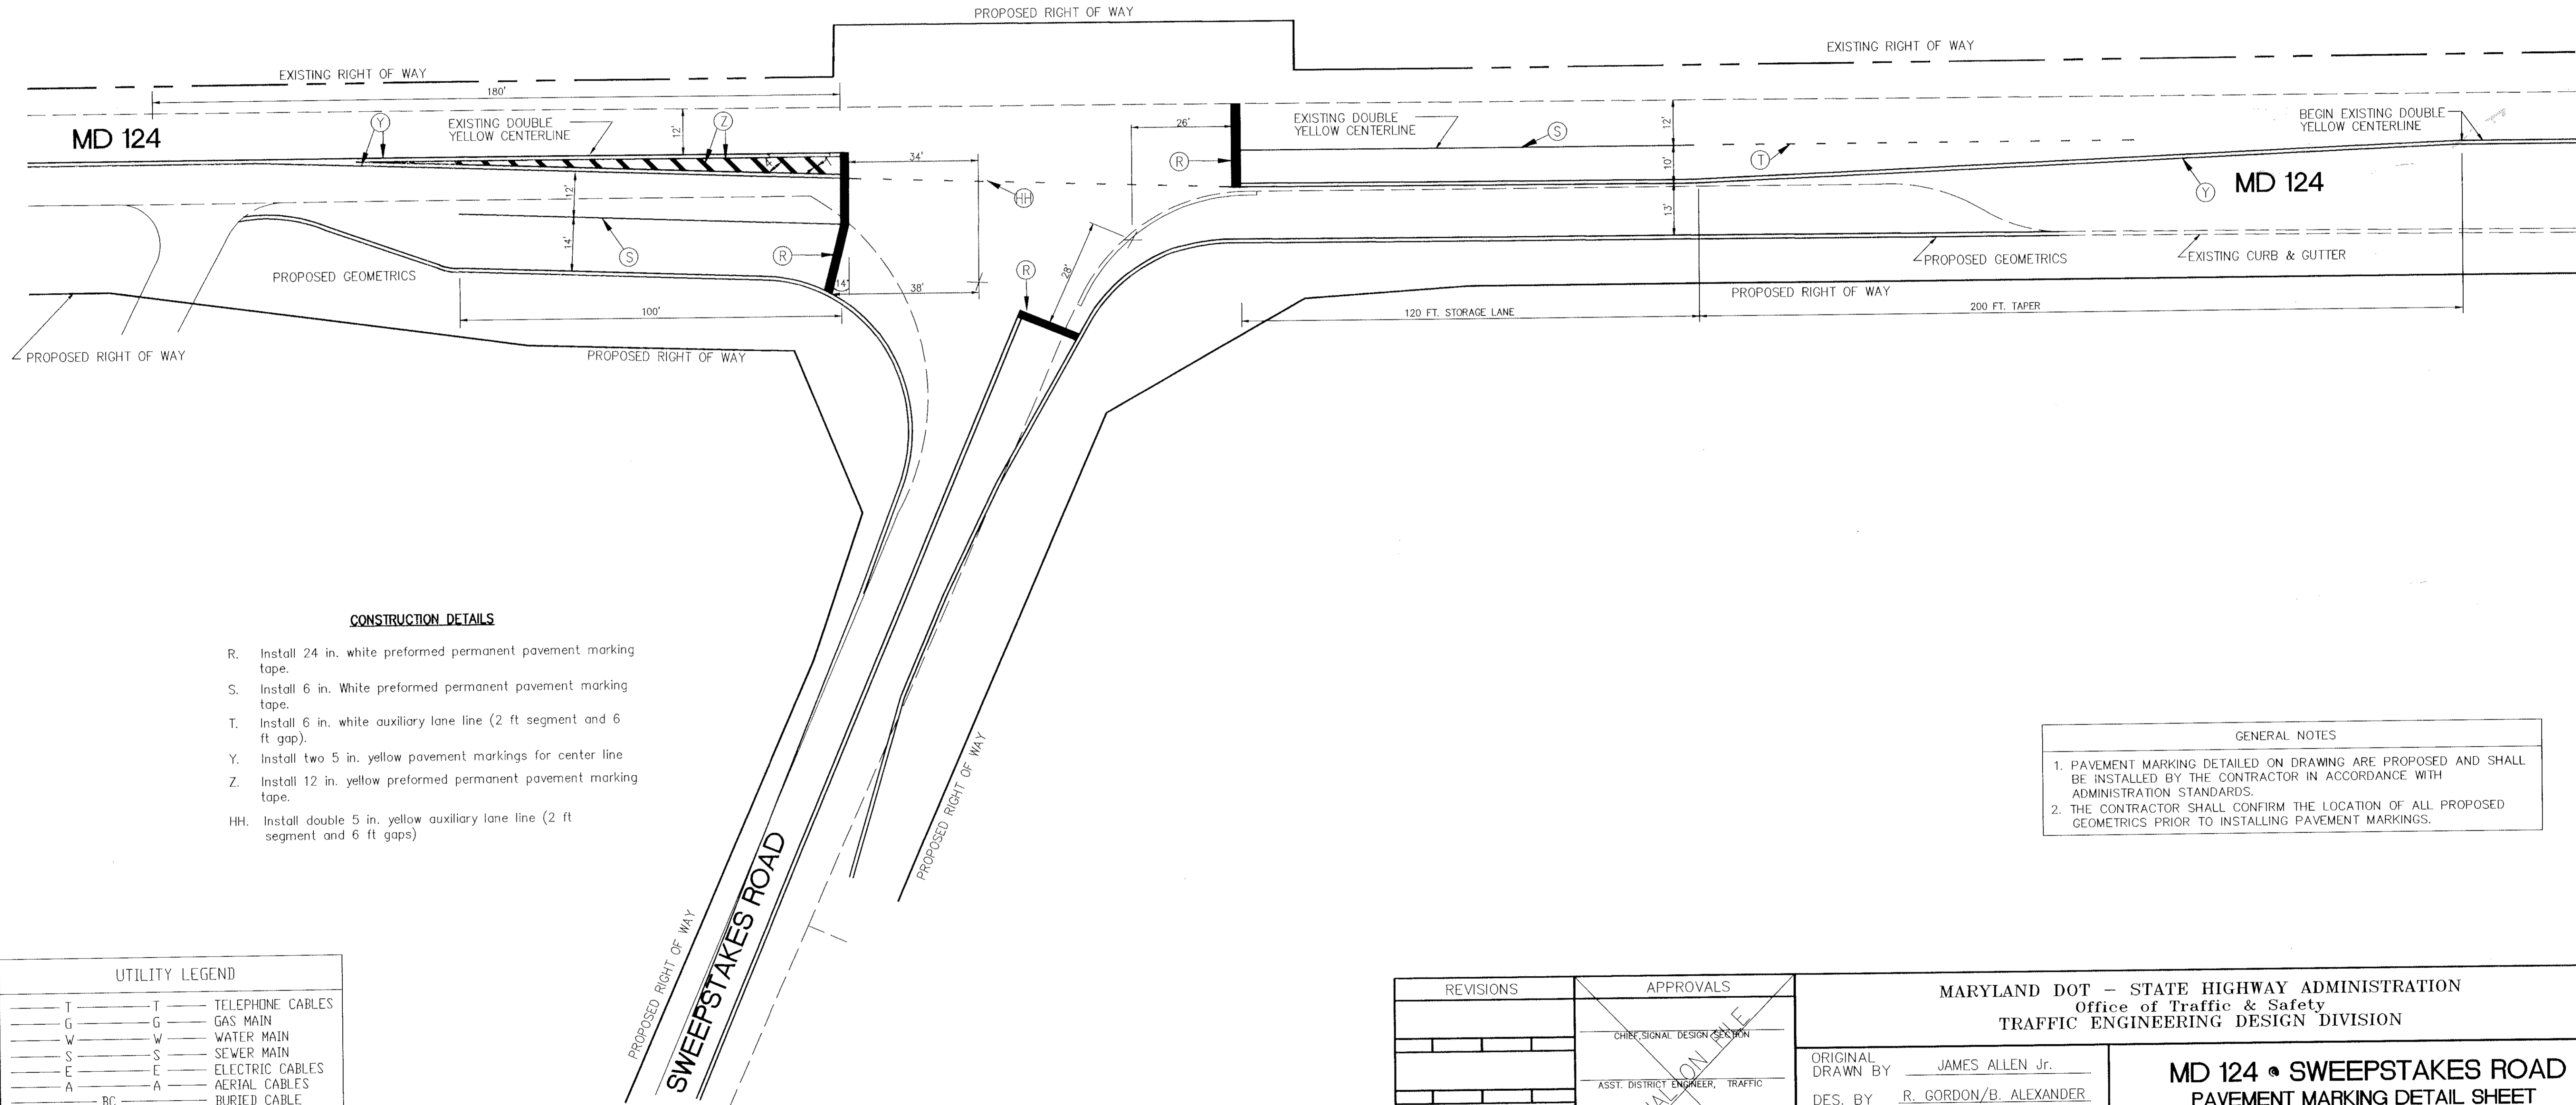 PROPOSED RIGHT OF WAY
EXISTING RIGHT OF WAY
EXISTING RIGHT OF WAY
180'
MD 124
Y
EXISTING DOUBLE
YELLOW CENTERLINE
12'
Z
26'
EXISTING DOUBLE
YELLOW CENTERLINE
S
12'
BEGIN EXISTING DOUBLE
YELLOW CENTERLINE
34'
R
10'
T
12'
HH
Y
MD 124
13'
14'
S
R
PROPOSED GEOMETRICS
14'
38'
R
28'
PROPOSED GEOMETRICS
EXISTING CURB & GUTTER
PROPOSED RIGHT OF WAY
100'
120 FT. STORAGE LANE
200 FT. TAPER
PROPOSED RIGHT OF WAY
PROPOSED RIGHT OF WAY
CONSTRUCTION DETAILS
R. Install 24 in. white preformed permanent pavement marking
tape.
S. Install 6 in. White preformed permanent pavement marking
tape.
T. Install 6 in. white auxiliary lane line (2 ft segment and 6
ft gap).
Y. Install two 5 in. yellow pavement markings for center line
Z. Install 12 in. yellow preformed permanent pavement marking
tape.
HH. Install double 5 in. yellow auxiliary lane line (2 ft
segment and 6 ft gaps)
PROPOSED RIGHT OF WAY
PROPOSED RIGHT OF WAY
SWEEPSTAKES ROAD
GENERAL NOTES
1. PAVEMENT MARKING DETAILED ON DRAWING ARE PROPOSED AND SHALL
BE INSTALLED BY THE CONTRACTOR IN ACCORDANCE WITH
ADMINISTRATION STANDARDS.
2. THE CONTRACTOR SHALL CONFIRM THE LOCATION OF ALL PROPOSED
GEOMETRICS PRIOR TO INSTALLING PAVEMENT MARKINGS.
UTILITY LEGEND
T T TELEPHONE CABLES
G G GAS MAIN
W W WATER MAIN
S S SEWER MAIN
E E ELECTRIC CABLES
A A AERIAL CABLES
BC BURIED CABLE
REVISIONS
APPROVALS
CHIEF, SIGNAL DESIGN SECTION
ASST. DISTRICT ENGINEER, TRAFFIC
ON FILE
MARYLAND DOT - STATE HIGHWAY ADMINISTRATION
Office of Traffic & Safety
TRAFFIC ENGINEERING DESIGN DIVISION
ORIGINAL
DRAWN BY JAMES ALLEN Jr.
DES. BY R. GORDON/B. ALEXANDER
MD 124 @ SWEEPSTAKES ROAD
PAVEMENT MARKING DETAIL SHEET